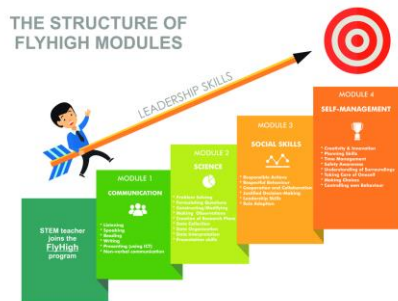 THE STRUCTURE OF
FLYHIGH MODULES
LEADERSHIP SKILLS
STEM teacher
joins the
FlyHigh
program
MODULE 1
COMMUNICATION
Listening
Speaking
Reading
Writing
Presenting (using ICT)
Non-verbal communication
MODULE 2
SCIENCE
Problem Solving
Formulating Questions
Constructing/Modifying
Making Observations
Creation of Research Plans
Data Collection
Data Organization
Data Interpretation
Presentation skills
MODULE 3
SOCIAL SKILLS
Responsible Actions
Respectful Behaviour
Cooperation and Collaboration
Unified Decision-Making
Leadership Skills
Role Adoption
MODULE 4
SELF-MANAGEMENT
Creativity & Innovation
Planning Skills
Time Management
Safety Awareness
Understanding of Surroundings
Taking Care of Oneself
Making Choices
Controlling own Behaviour